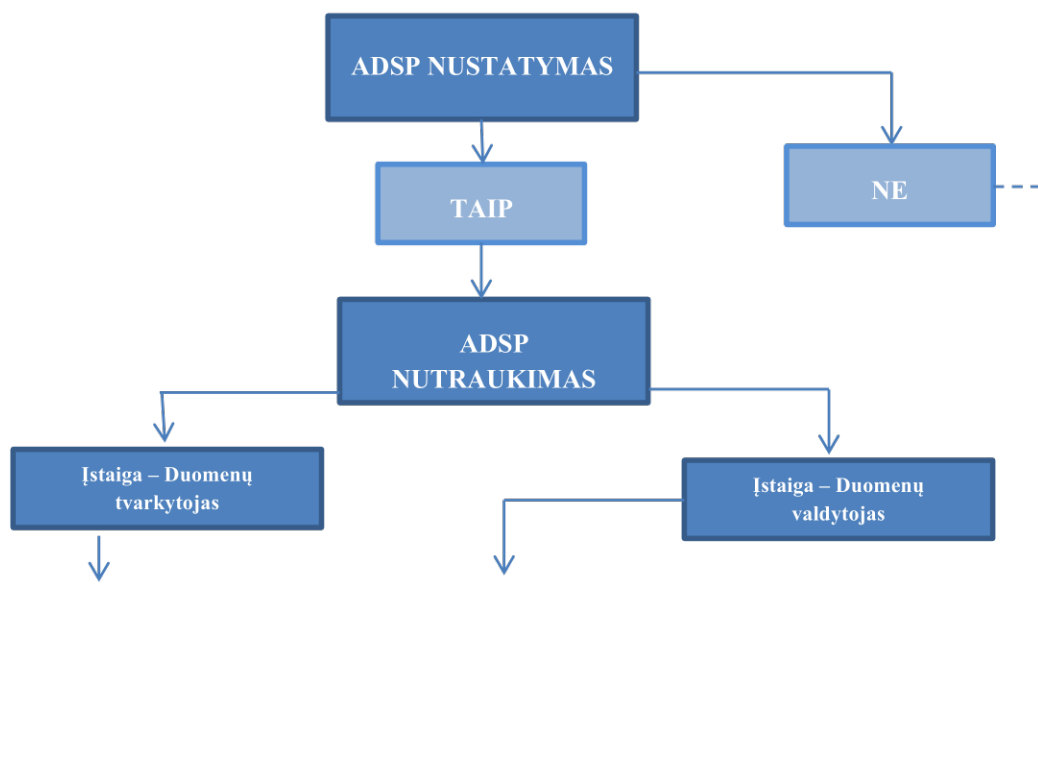 ADSP NUSTATYMAS
NE
TAIP
ADSP
NUTRAUKIMAS
Įstaiga – Duomenų
tvarkytojas
Įstaiga – Duomenų
valdytojas